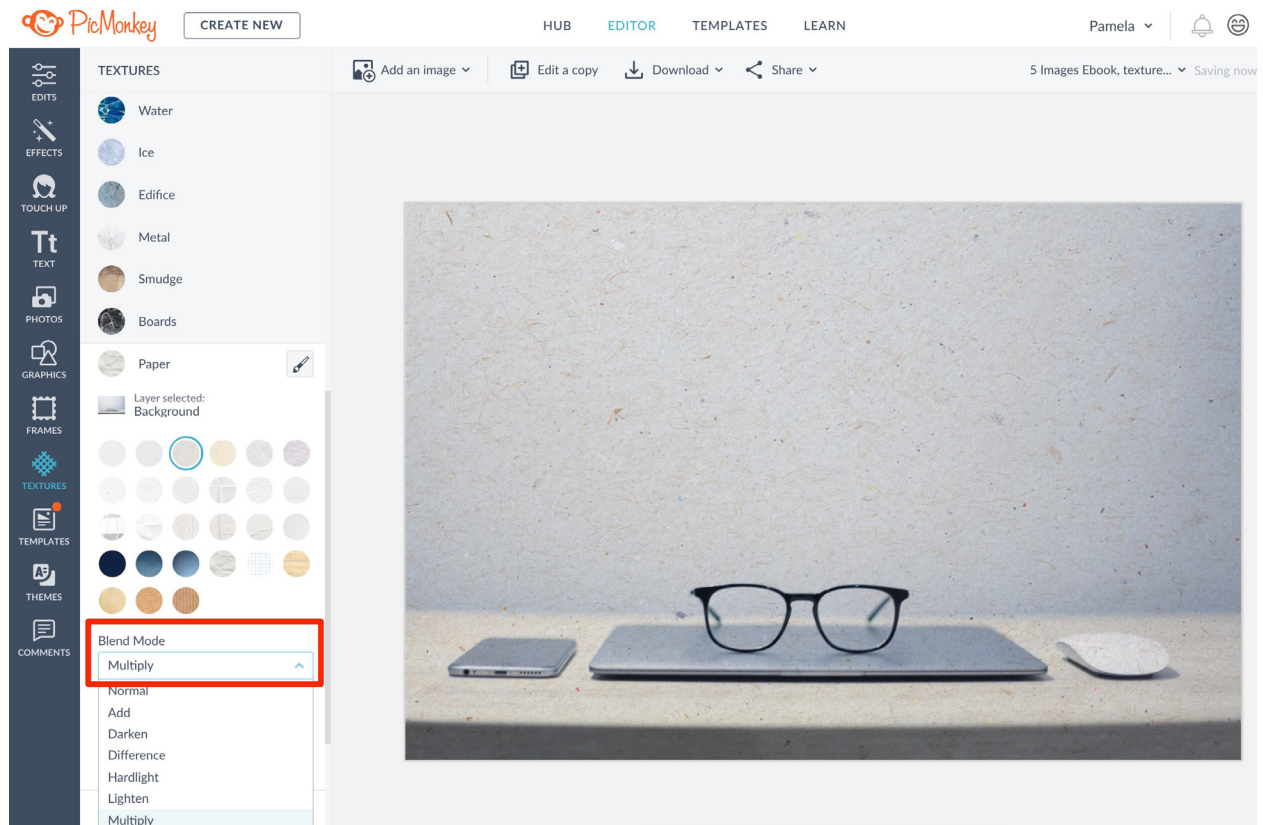 PicMonkey
CREATE NEW
HUB
EDITOR
TEMPLATES
LEARN
Pamela
EDITS
EFFECTS
TOUCH UP
Tt
TEXT
PHOTOS
GRAPHICS
FRAMES
TEXTURES
TEMPLATES
THEMES
COMMENTS
TEXTURES
Water
Ice
Edifice
Metal
Smudge
Boards
Paper
Layer selected:
Background
Blend Mode
Multiply
Normal
Add
Darken
Difference
Hardlight
Lighten
Multiply
Add an image
Edit a copy
Download
Share
5 Images Ebook, texture...
Saving now